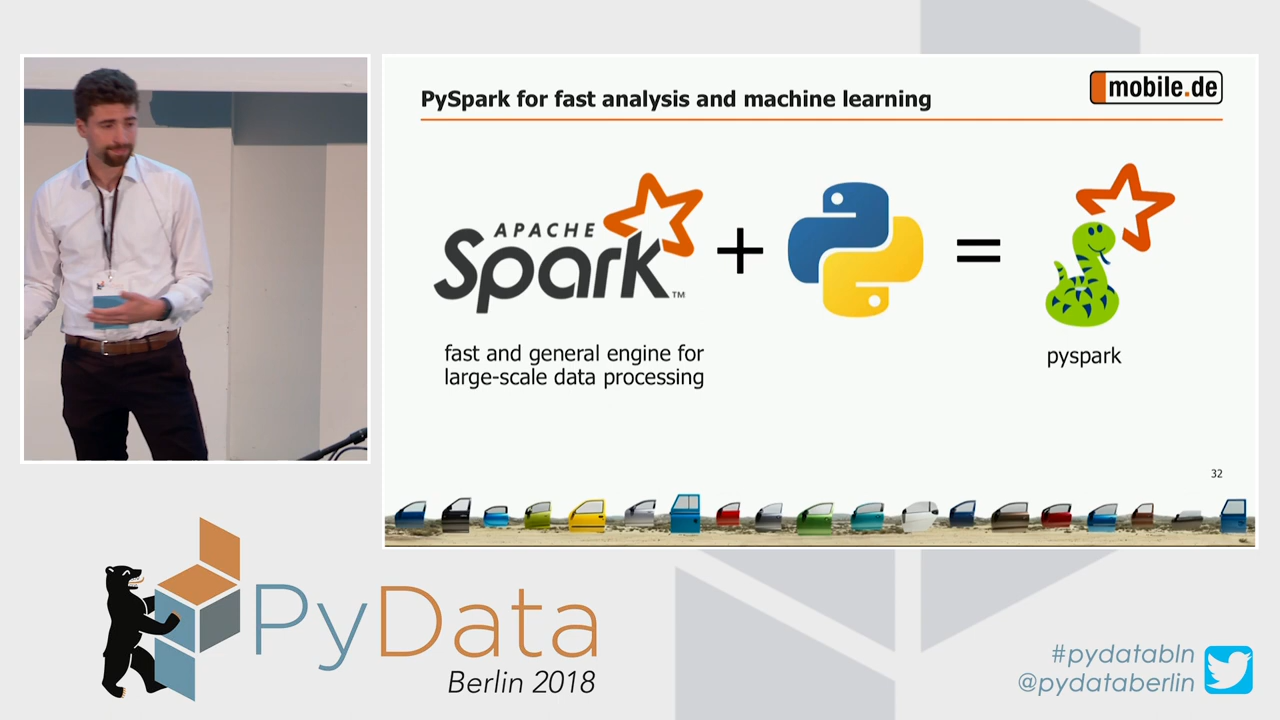 PySpark for fast analysis and machine learning
mobile.de
APACHE
Spark™
+
=
fast and general engine for
large-scale data processing
pyspark
32
PyData
Berlin 2018
#pydatabln
@pydataberlin